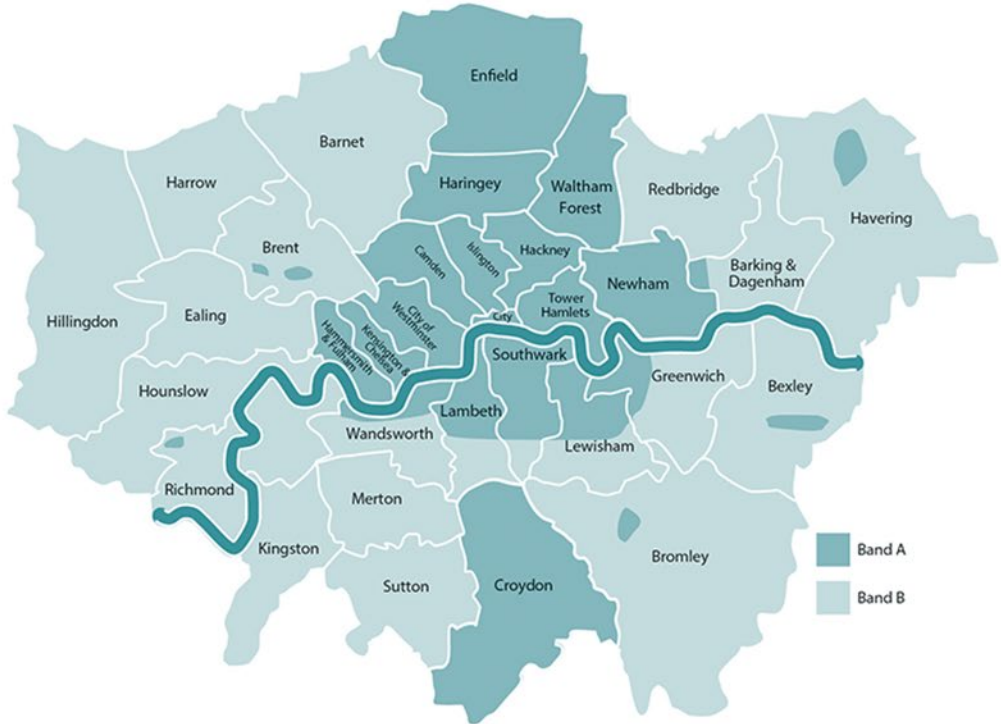 Enfield
Barnet
Harrow
Haringey
Waltham
Forest
Redbridge
Havering
Brent
Camden
Islington
Hackney
Newham
Barking &
Dagenham
Hillingdon
Ealing
Hammersmith
& Fulham
Kensington &
Chelsea
City of
Westminster
City
Tower
Hamlets
Southwark
Hounslow
Greenwich
Bexley
Lambeth
Wandsworth
Lewisham
Richmond
Merton
Kingston
Sutton
Croydon
Bromley
Band A
Band B